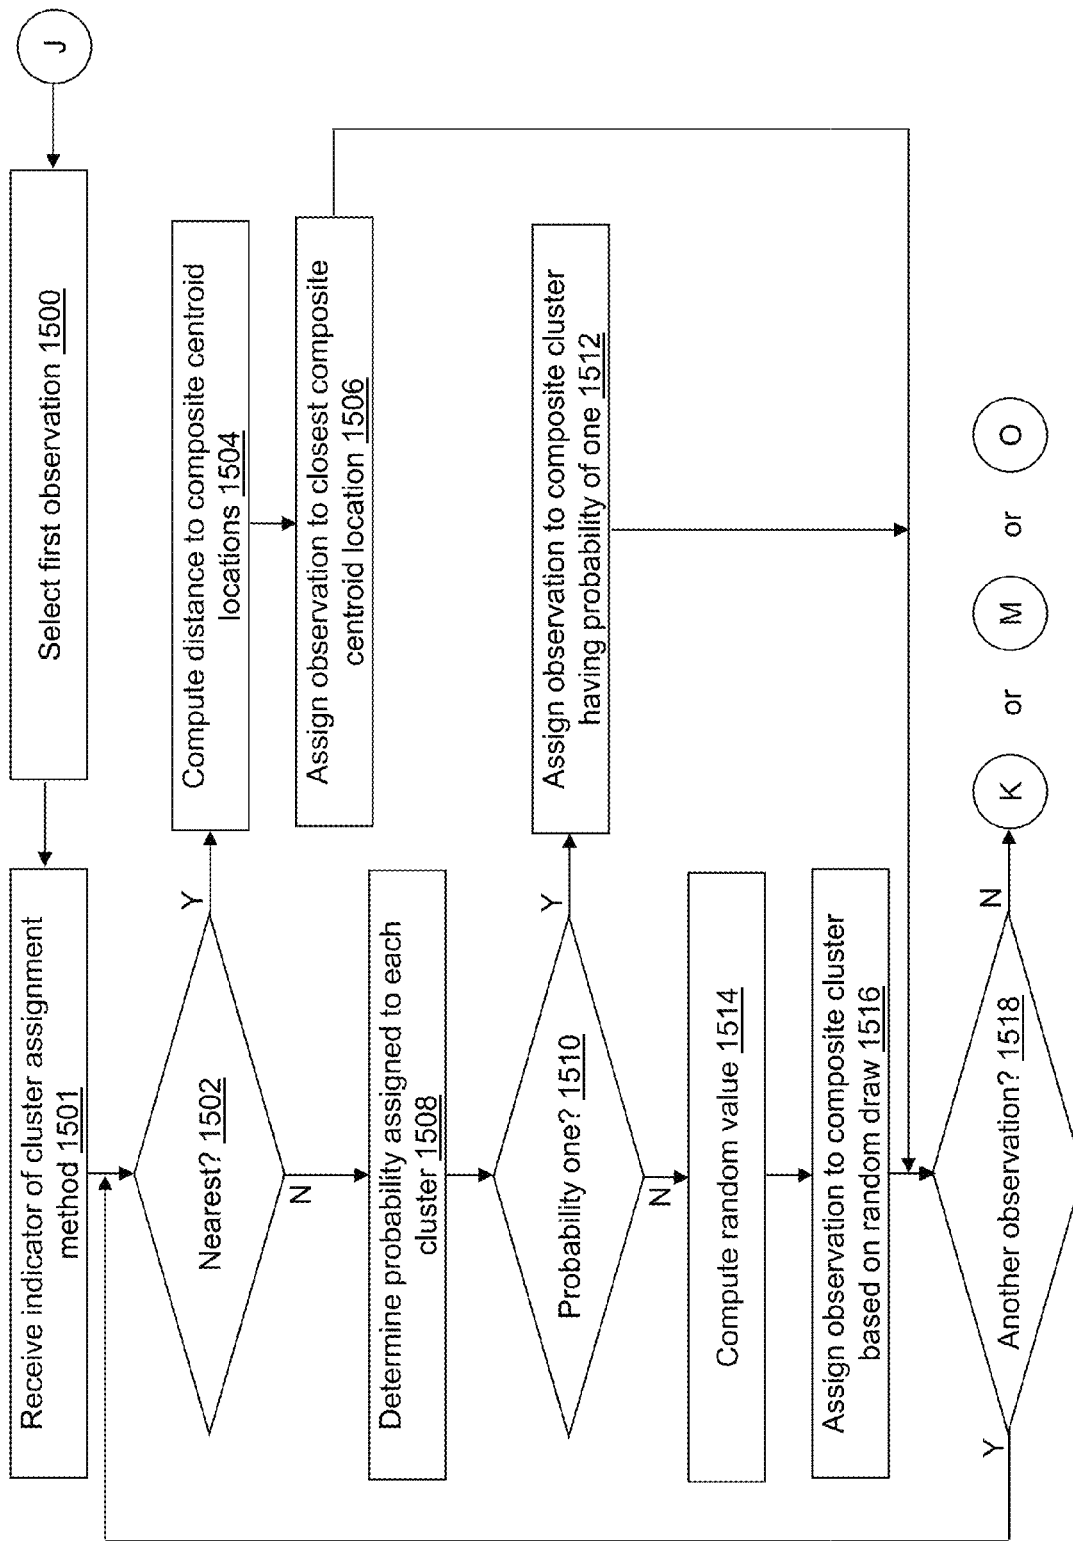 J
Select first observation 1500
Receive indicator of cluster assignment
method 1501
Nearest? 1502
Y
N
Compute distance to composite centroid
locations 1504
Assign observation to closest composite
centroid location 1506
Determine probability assigned to each
cluster 1508
Probability one? 1510
Y
N
Assign observation to composite cluster
having probability of one 1512
Compute random value 1514
Assign observation to composite cluster
based on random draw 1516
Another observation? 1518
Y
N
K or M or O